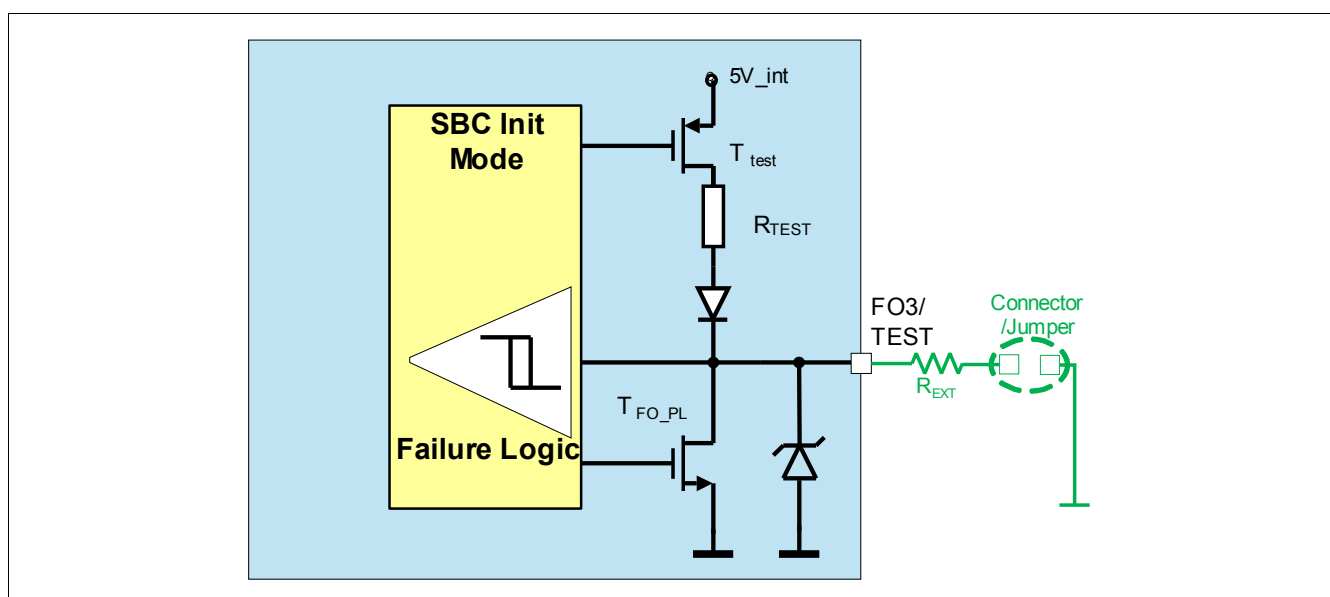 5V_int
SBC Init
Mode
T test
RTEST
FO3/
TEST
Connector
/Jumper
REXT
T FO_PL
Failure Logic